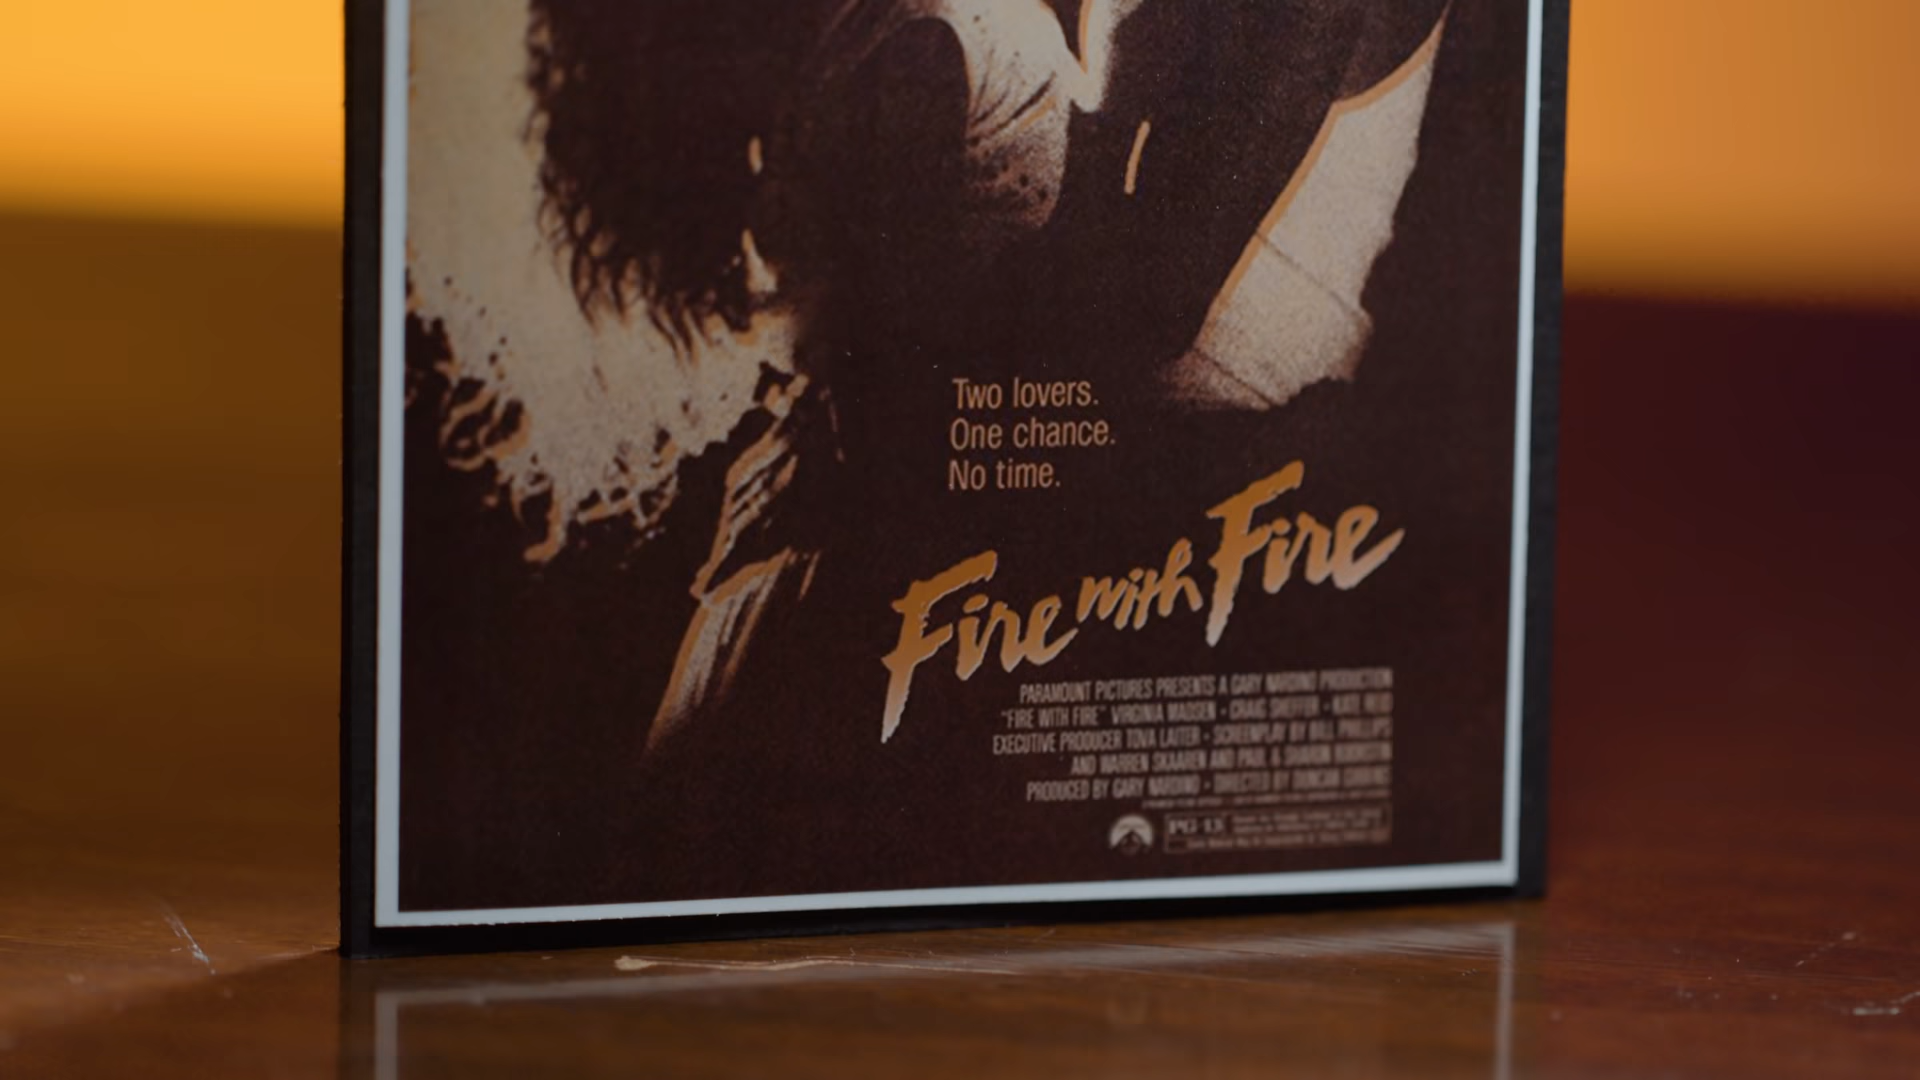 Two lovers.
One chance.
No time.
Fire with Fire
PARAMOUNT PICTURES PRESENTS A GARY NARDINO PRODUCTION
"FIRE WITH FIRE" VIRGINIA MADSEN • CRAIG SHEFFER • KATE REID
EXECUTIVE PRODUCER TOVA LAITER • SCREENPLAY BY BILL PHILLIPS
AND WARREN SKAAREN AND PAUL & SHARON BOORSTIN
PRODUCED BY GARY NARDINO • DIRECTED BY DUNCAN GIBBINS
PG-13